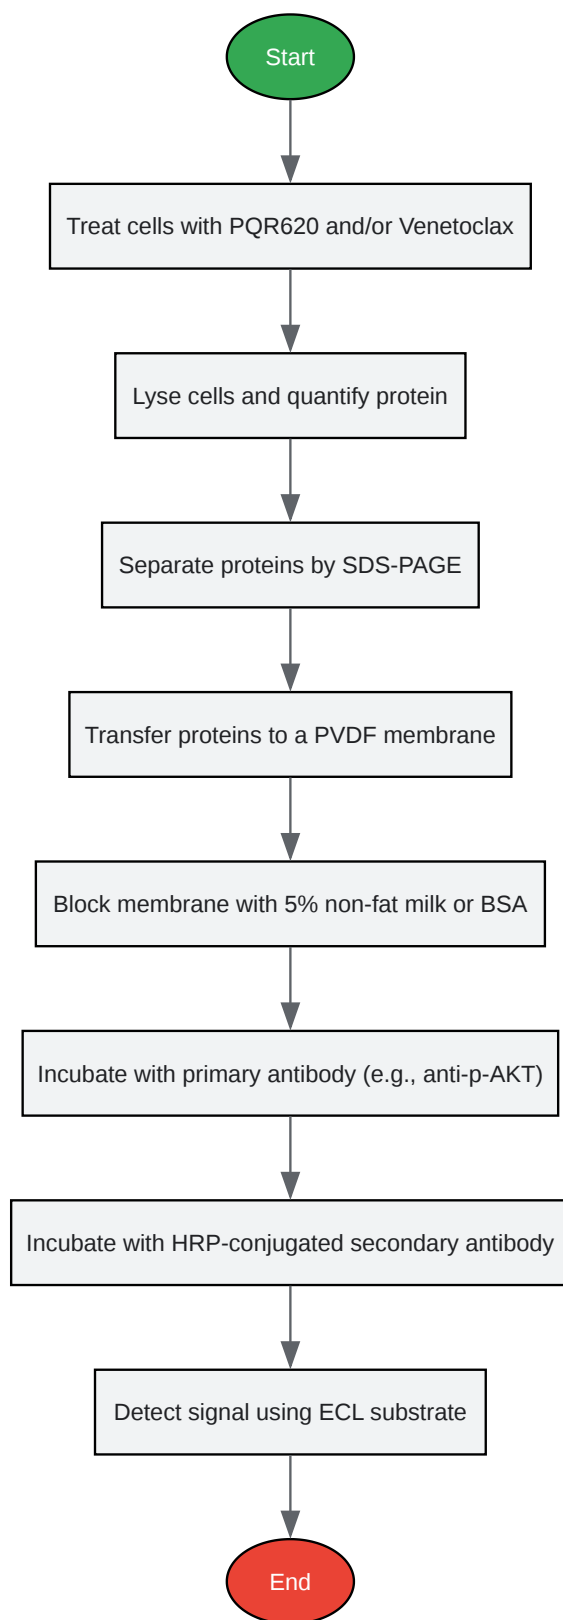 Start
Treat cells with PQR620 and/or Venetoclax
Lyse cells and quantify protein
Separate proteins by SDS-PAGE
Transfer proteins to a PVDF membrane
Block membrane with 5% non-fat milk or BSA
Incubate with primary antibody (e.g., anti-p-AKT)
Incubate with HRP-conjugated secondary antibody
Detect signal using ECL substrate
End